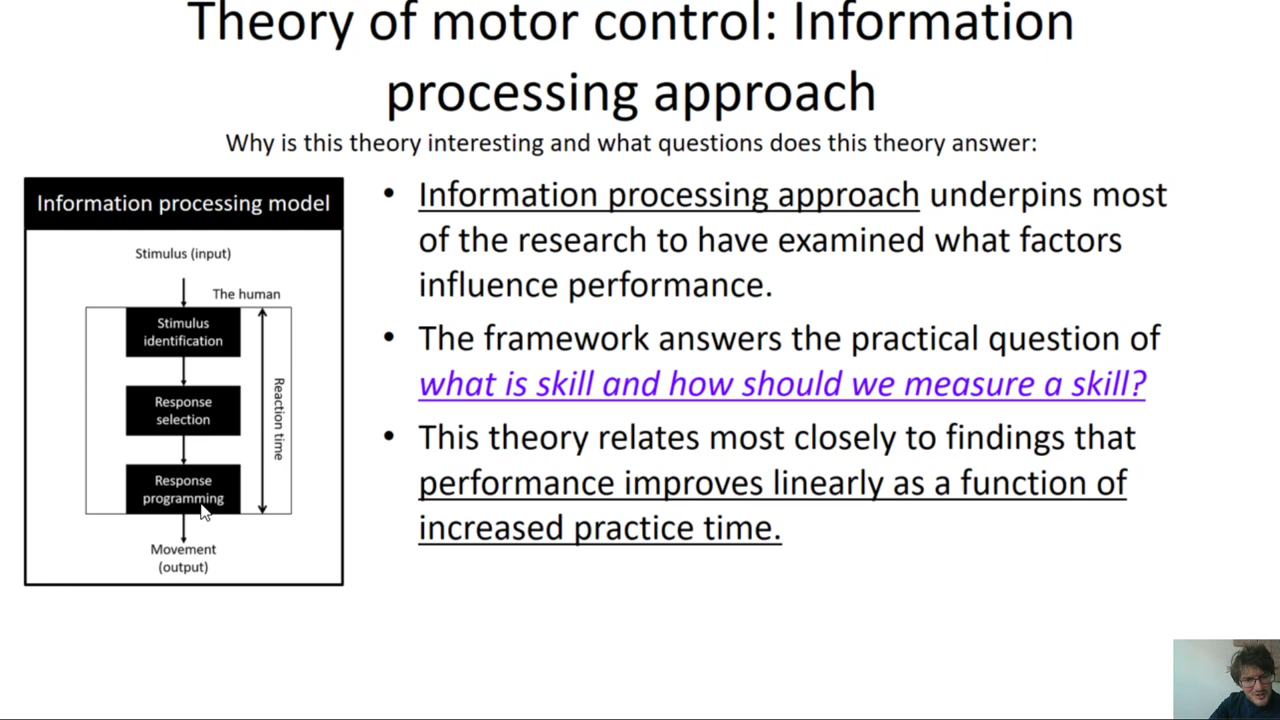 Theory of motor control: Information
processing approach
Why is this theory interesting and what questions does this theory answer:
Information processing model
Stimulus (input)
The human
Stimulus
identification
Response
selection
Reaction time
Response
programming
Movement
(output)
• Information processing approach underpins most
of the research to have examined what factors
influence performance.
• The framework answers the practical question of
what is skill and how should we measure a skill?
• This theory relates most closely to findings that
performance improves linearly as a function of
increased practice time.